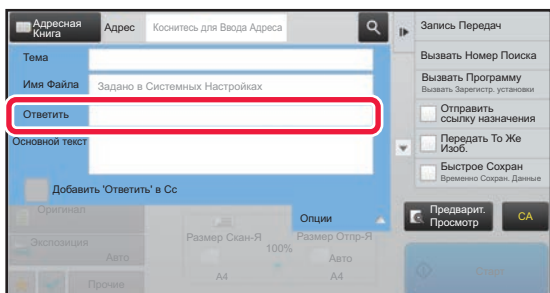 Адресная
Книга
Адрес
Коснитесь для Ввода Адреса
Запись Передач
Тема
Вызвать Номер Поиска
Имя Файла
Задано в Системных Настройках
Вызвать Программу
Вызвать Зарегистр. установки
Ответить
Отправить
ссылку назначения
Основной текст
Передать То Же
Изоб.
Быстрое Сохран
Временно Сохран. Данные
Добавить 'Ответить' в Cc
Оригинал
Опции
Предварит.
Просмотр
CA
Экспозиция
Авто
Размер Скан-Я
100%
Размер Отпр-Я
Авто
A4
A4
Прочие
Старт